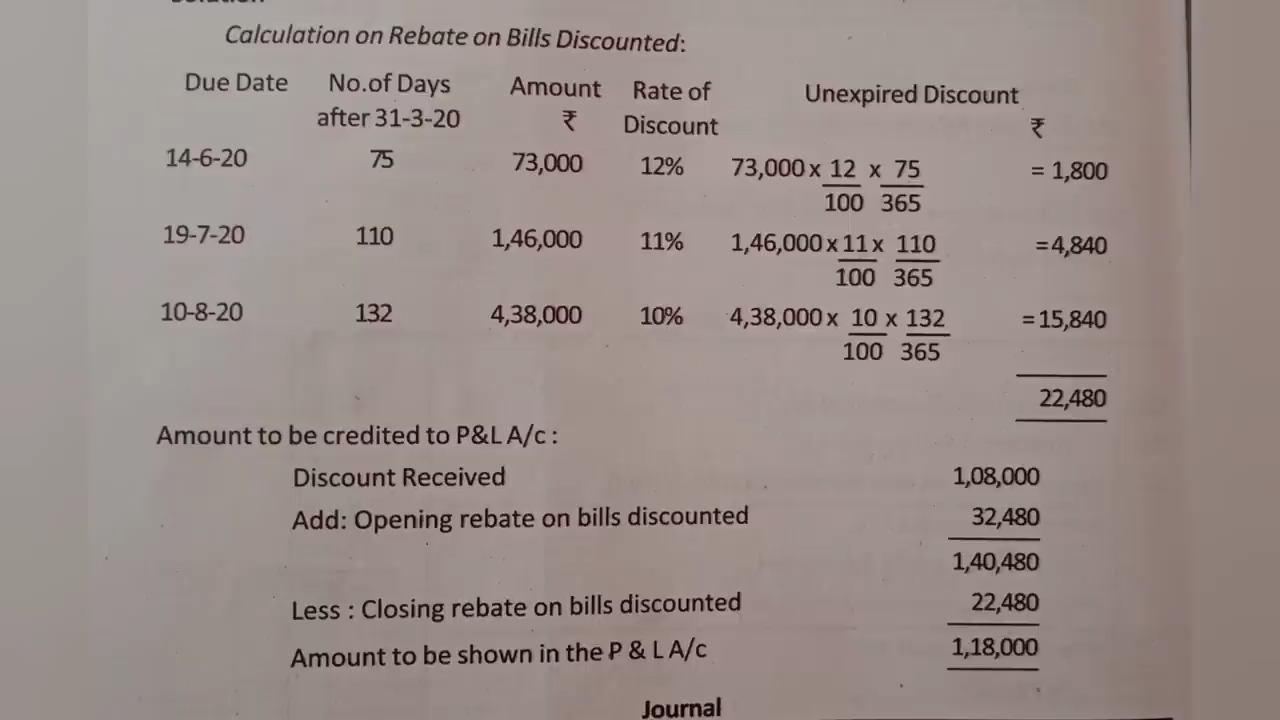 Solution
Calculation on Rebate on Bills Discounted:
Due Date No.of Days Amount Rate of Unexpired Discount
after 31-3-20 ₹ Discount ₹
14-6-20 75 73,000 12% 73,000 x 12 x 75 = 1,800
100 365
19-7-20 110 1,46,000 11% 1,46,000 x 11 x 110 =4,840
100 365
10-8-20 132 4,38,000 10% 4,38,000 x 10 x 132 =15,840
100 365
22,480
Amount to be credited to P&L A/c :
Discount Received 1,08,000
Add: Opening rebate on bills discounted 32,480
1,40,480
Less : Closing rebate on bills discounted 22,480
Amount to be shown in the P & L A/c 1,18,000
Journal